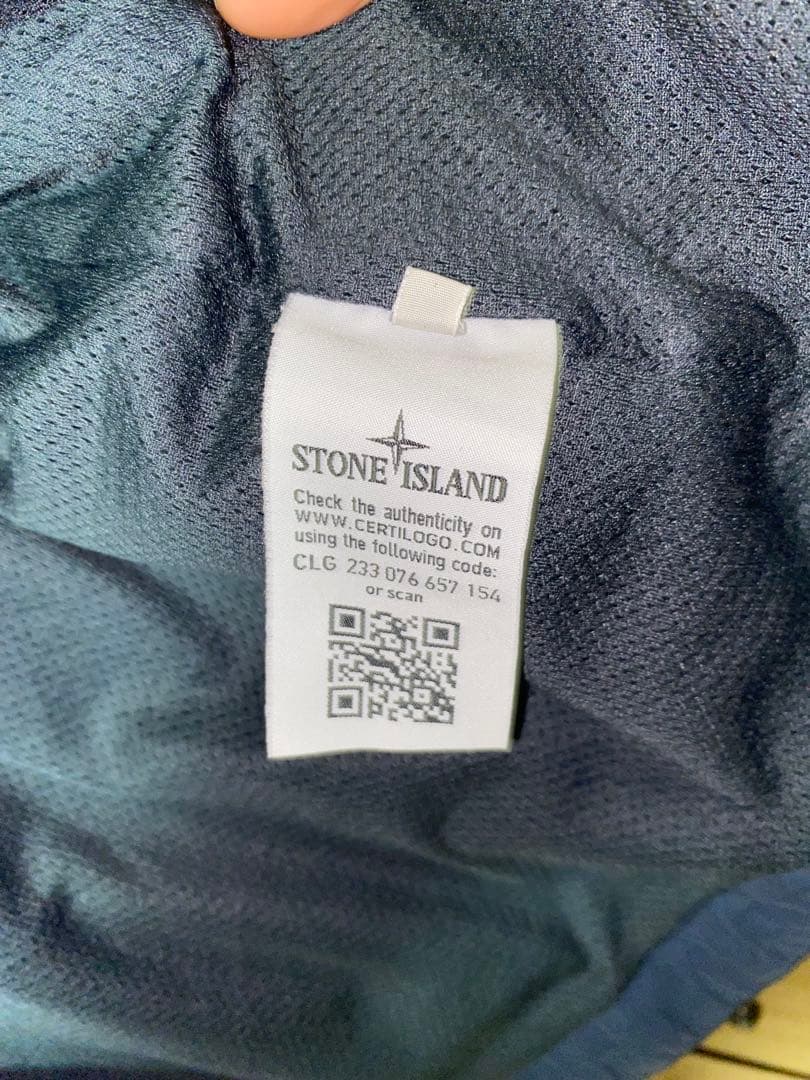 STONE ISLAND
Check the authenticity on
WWW.CERTILOGO.COM
using the following code:
CLG 233 076 657 154
or scan